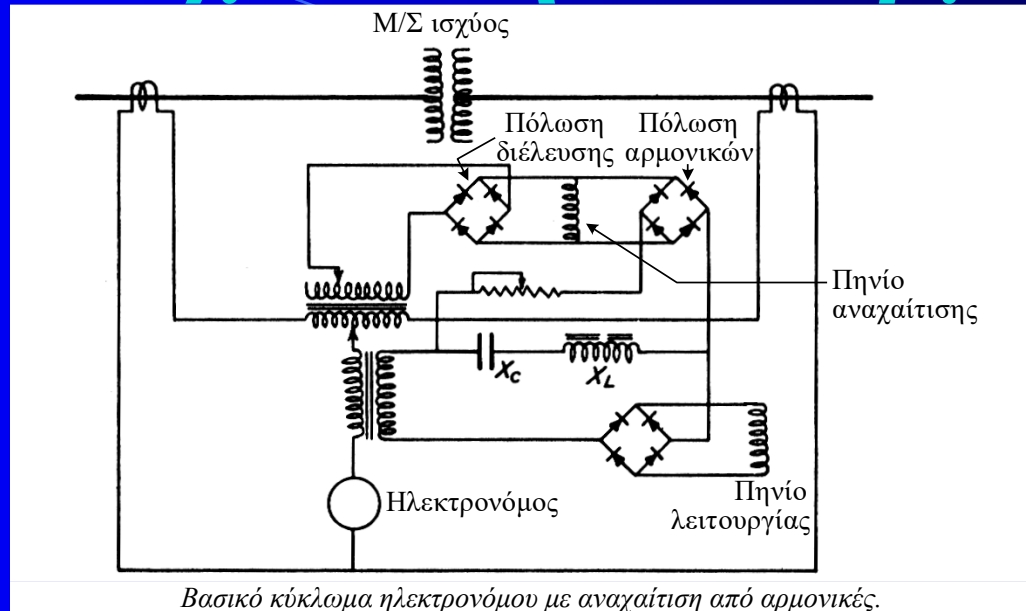 Μ/Σ ισχύος
Πόλωση
διέλευσης
Πόλωση
αρμονικών
Πηνίο
αναχαίτισης
X_C
X_L
Ηλεκτρονόμος
Πηνίο
λειτουργίας
Βασικό κύκλωμα ηλεκτρονόμου με αναχαίτιση από αρμονικές.